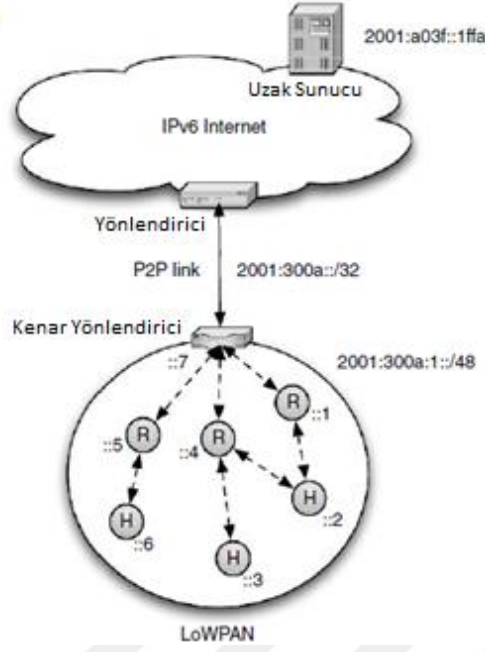 2001:a03f::1ffa
Uzak Sunucu
IPv6 Internet
Yönlendirici
P2P link
2001:300a::/32
Kenar Yönlendirici
::7
2001:300a:1::/48
R
::1
R
::5
R
::4
H
::2
H
::6
H
::3
LoWPAN